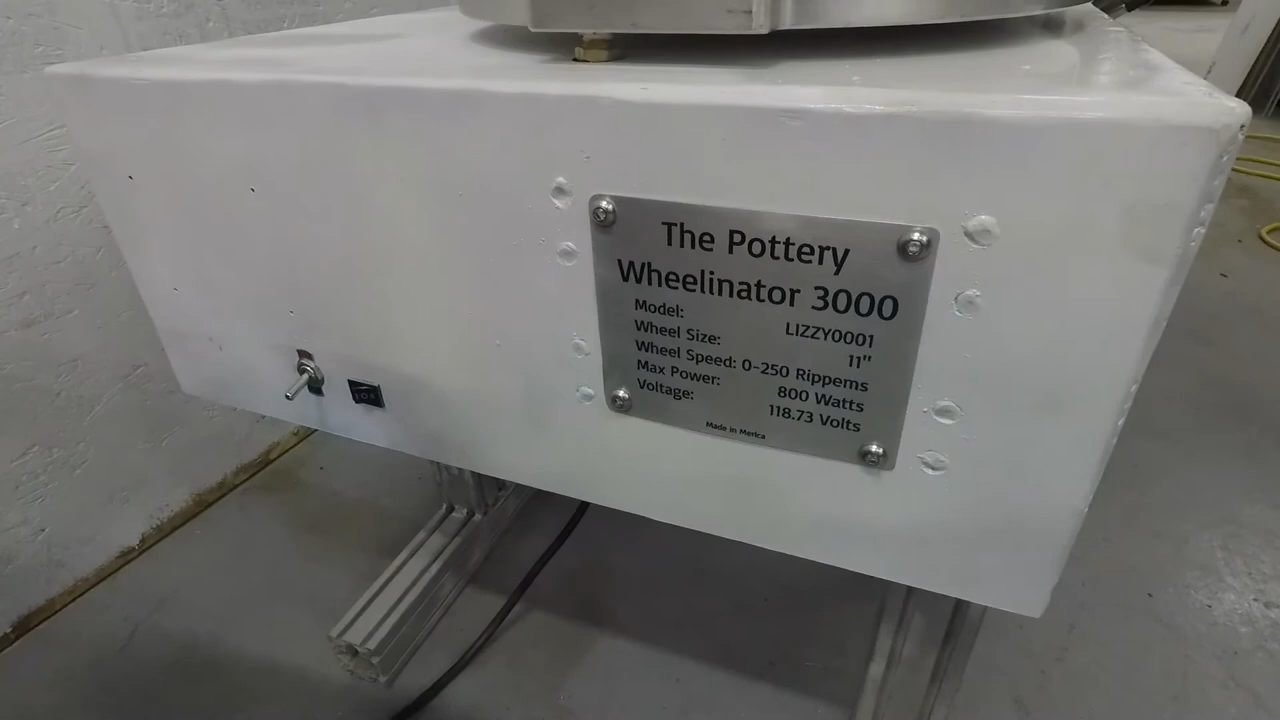 The Pottery
Wheelinator 3000
Model: LIZZY0001
Wheel Size: 11"
Wheel Speed: 0-250 Rippems
Max Power: 800 Watts
Voltage: 118.73 Volts
Made in Merica